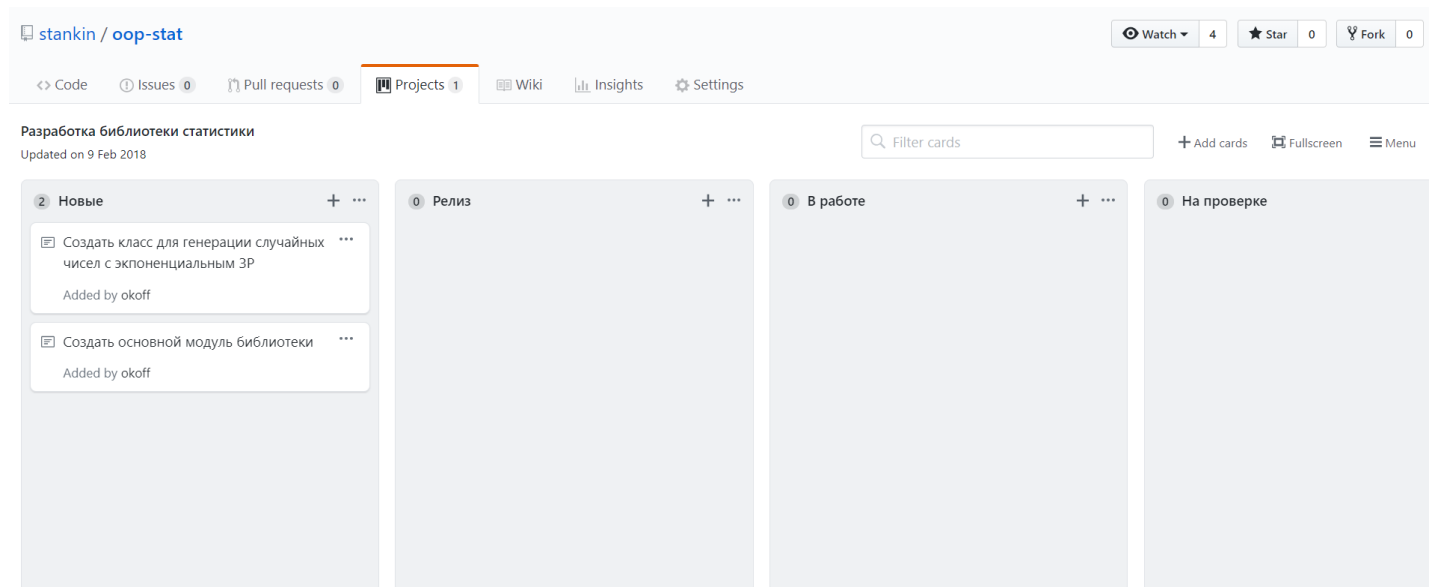 stankin / oop-stat
Watch 4 Star 0 Fork 0
Code Issues 0 Pull requests 0 Projects 1 Wiki Insights Settings
Разработка библиотеки статистики
Updated on 9 Feb 2018
Filter cards
Add cards Fullscreen Menu
2 Новые
Создать класс для генерации случайных
чисел с экпоненциальным ЗР
Added by okoff
Создать основной модуль библиотеки
Added by okoff
0 Релиз
0 В работе
0 На проверке